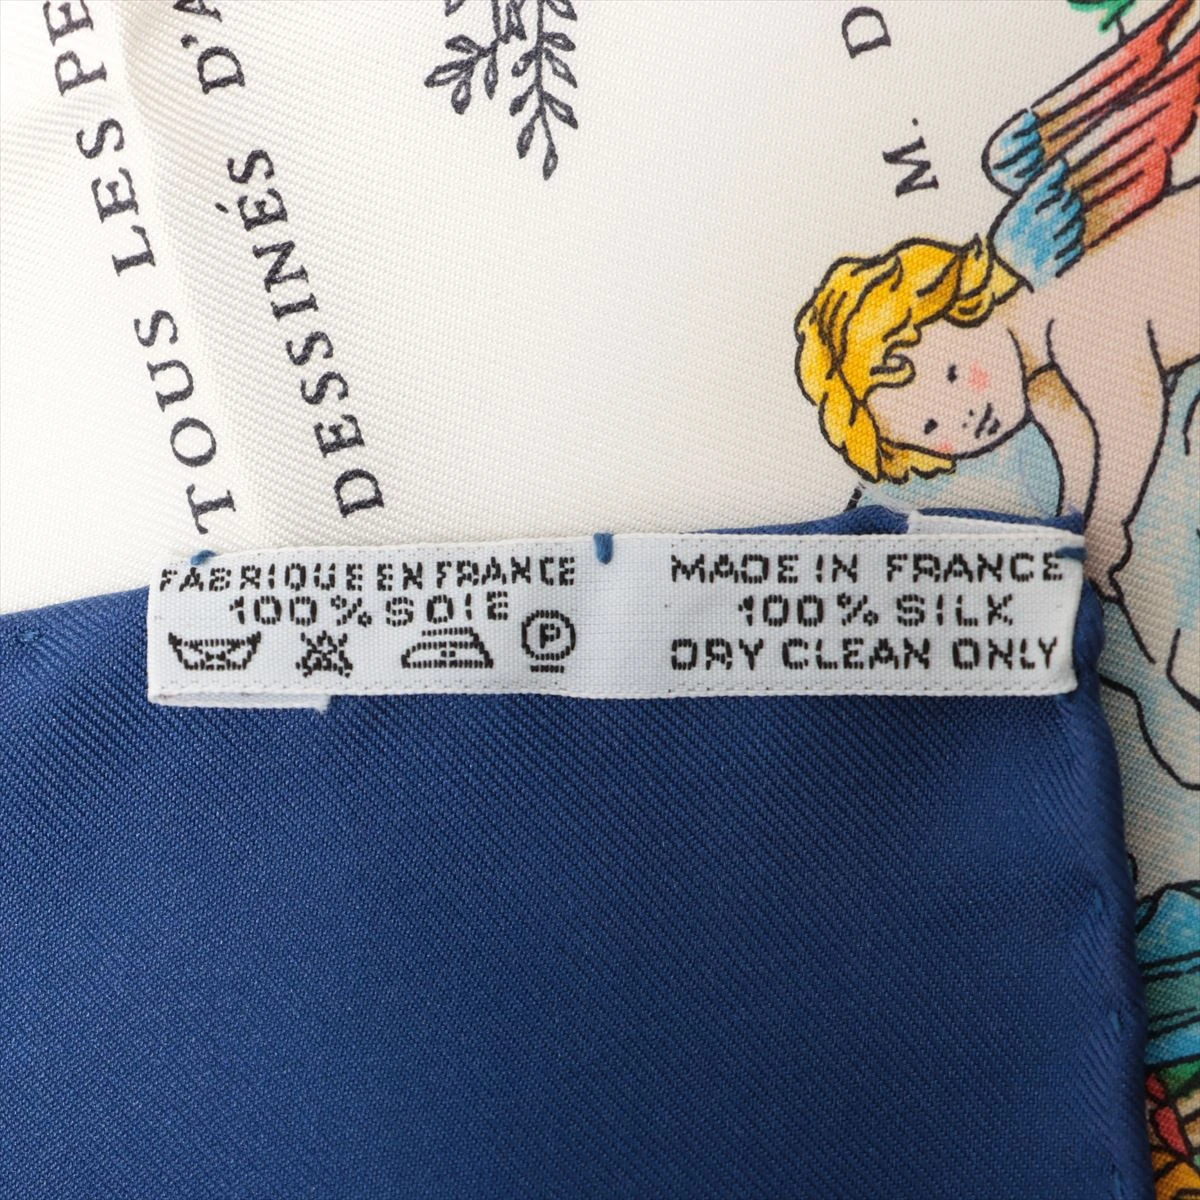 TOUS LES PE
DESSINÉS D'A
M. D
FABRIQUE EN FRANCE
100% SOIE
P
MADE IN FRANCE
100% SILK
DRY CLEAN ONLY